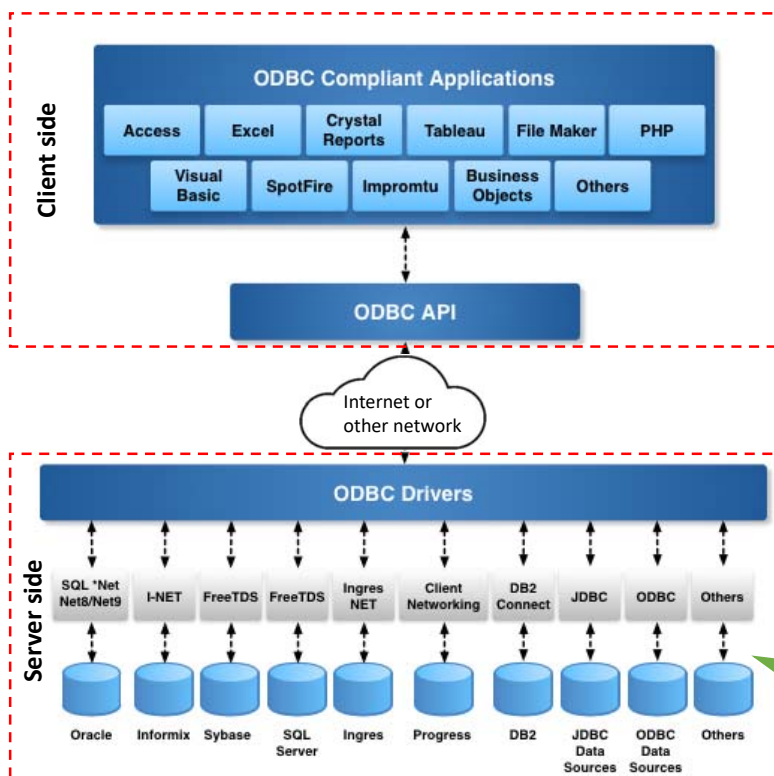 Client side
ODBC Compliant Applications
Access
Excel
Crystal
Reports
Tableau
File Maker
PHP
Visual
Basic
SpotFire
Impromtu
Business
Objects
Others
ODBC API
Internet or
other network
Server side
ODBC Drivers
SQL *Net
Net8/Net9
I-NET
FreeTDS
FreeTDS
Ingres
NET
Client
Networking
DB2
Connect
JDBC
ODBC
Others
Oracle
Informix
Sybase
SQL
Server
Ingres
Progress
DB2
JDBC
Data
Sources
ODBC
Data
Sources
Others